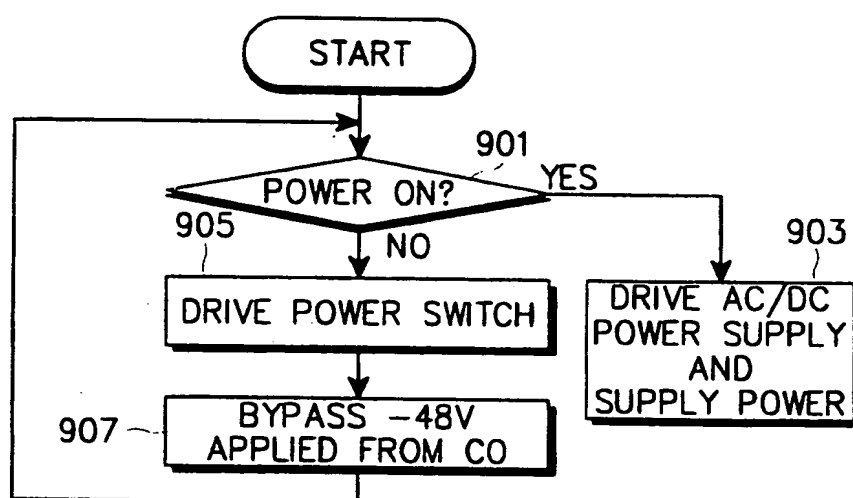 START
901
POWER ON?
YES
905
NO
903
DRIVE POWER SWITCH
DRIVE AC/DC
POWER SUPPLY
AND
SUPPLY POWER
907
BYPASS -48V
APPLIED FROM CO